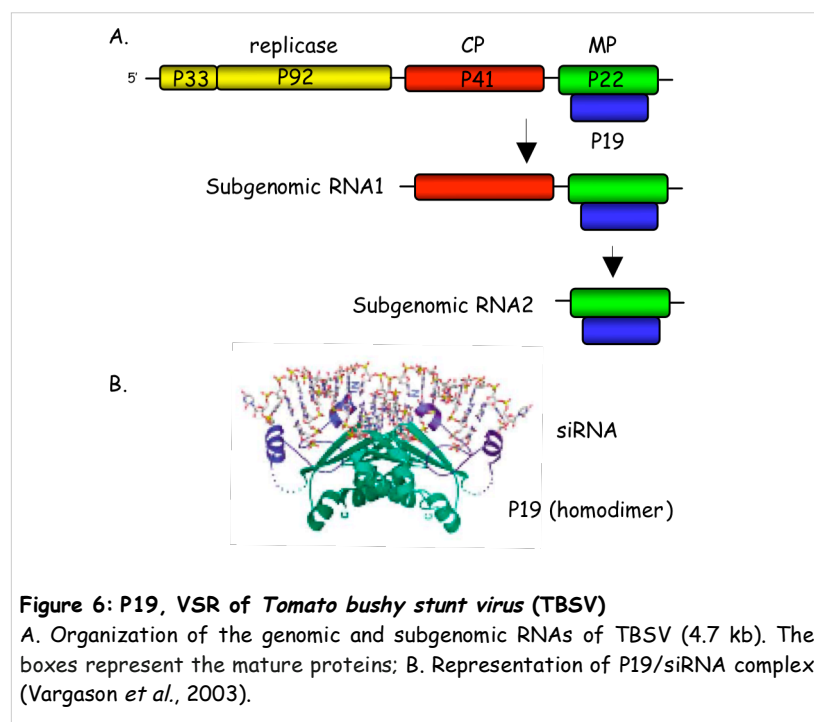 A.
replicase CP MP
5' P33 P92 P41 P22
P19
Subgenomic RNA1
Subgenomic RNA2
B.
N N
siRNA
P19 (homodimer)
C C
Figure 6: P19, VSR of Tomato bushy stunt virus (TBSV)
A. Organization of the genomic and subgenomic RNAs of TBSV (4.7 kb). The
boxes represent the mature proteins; B. Representation of P19/siRNA complex
(Vargason et al., 2003).